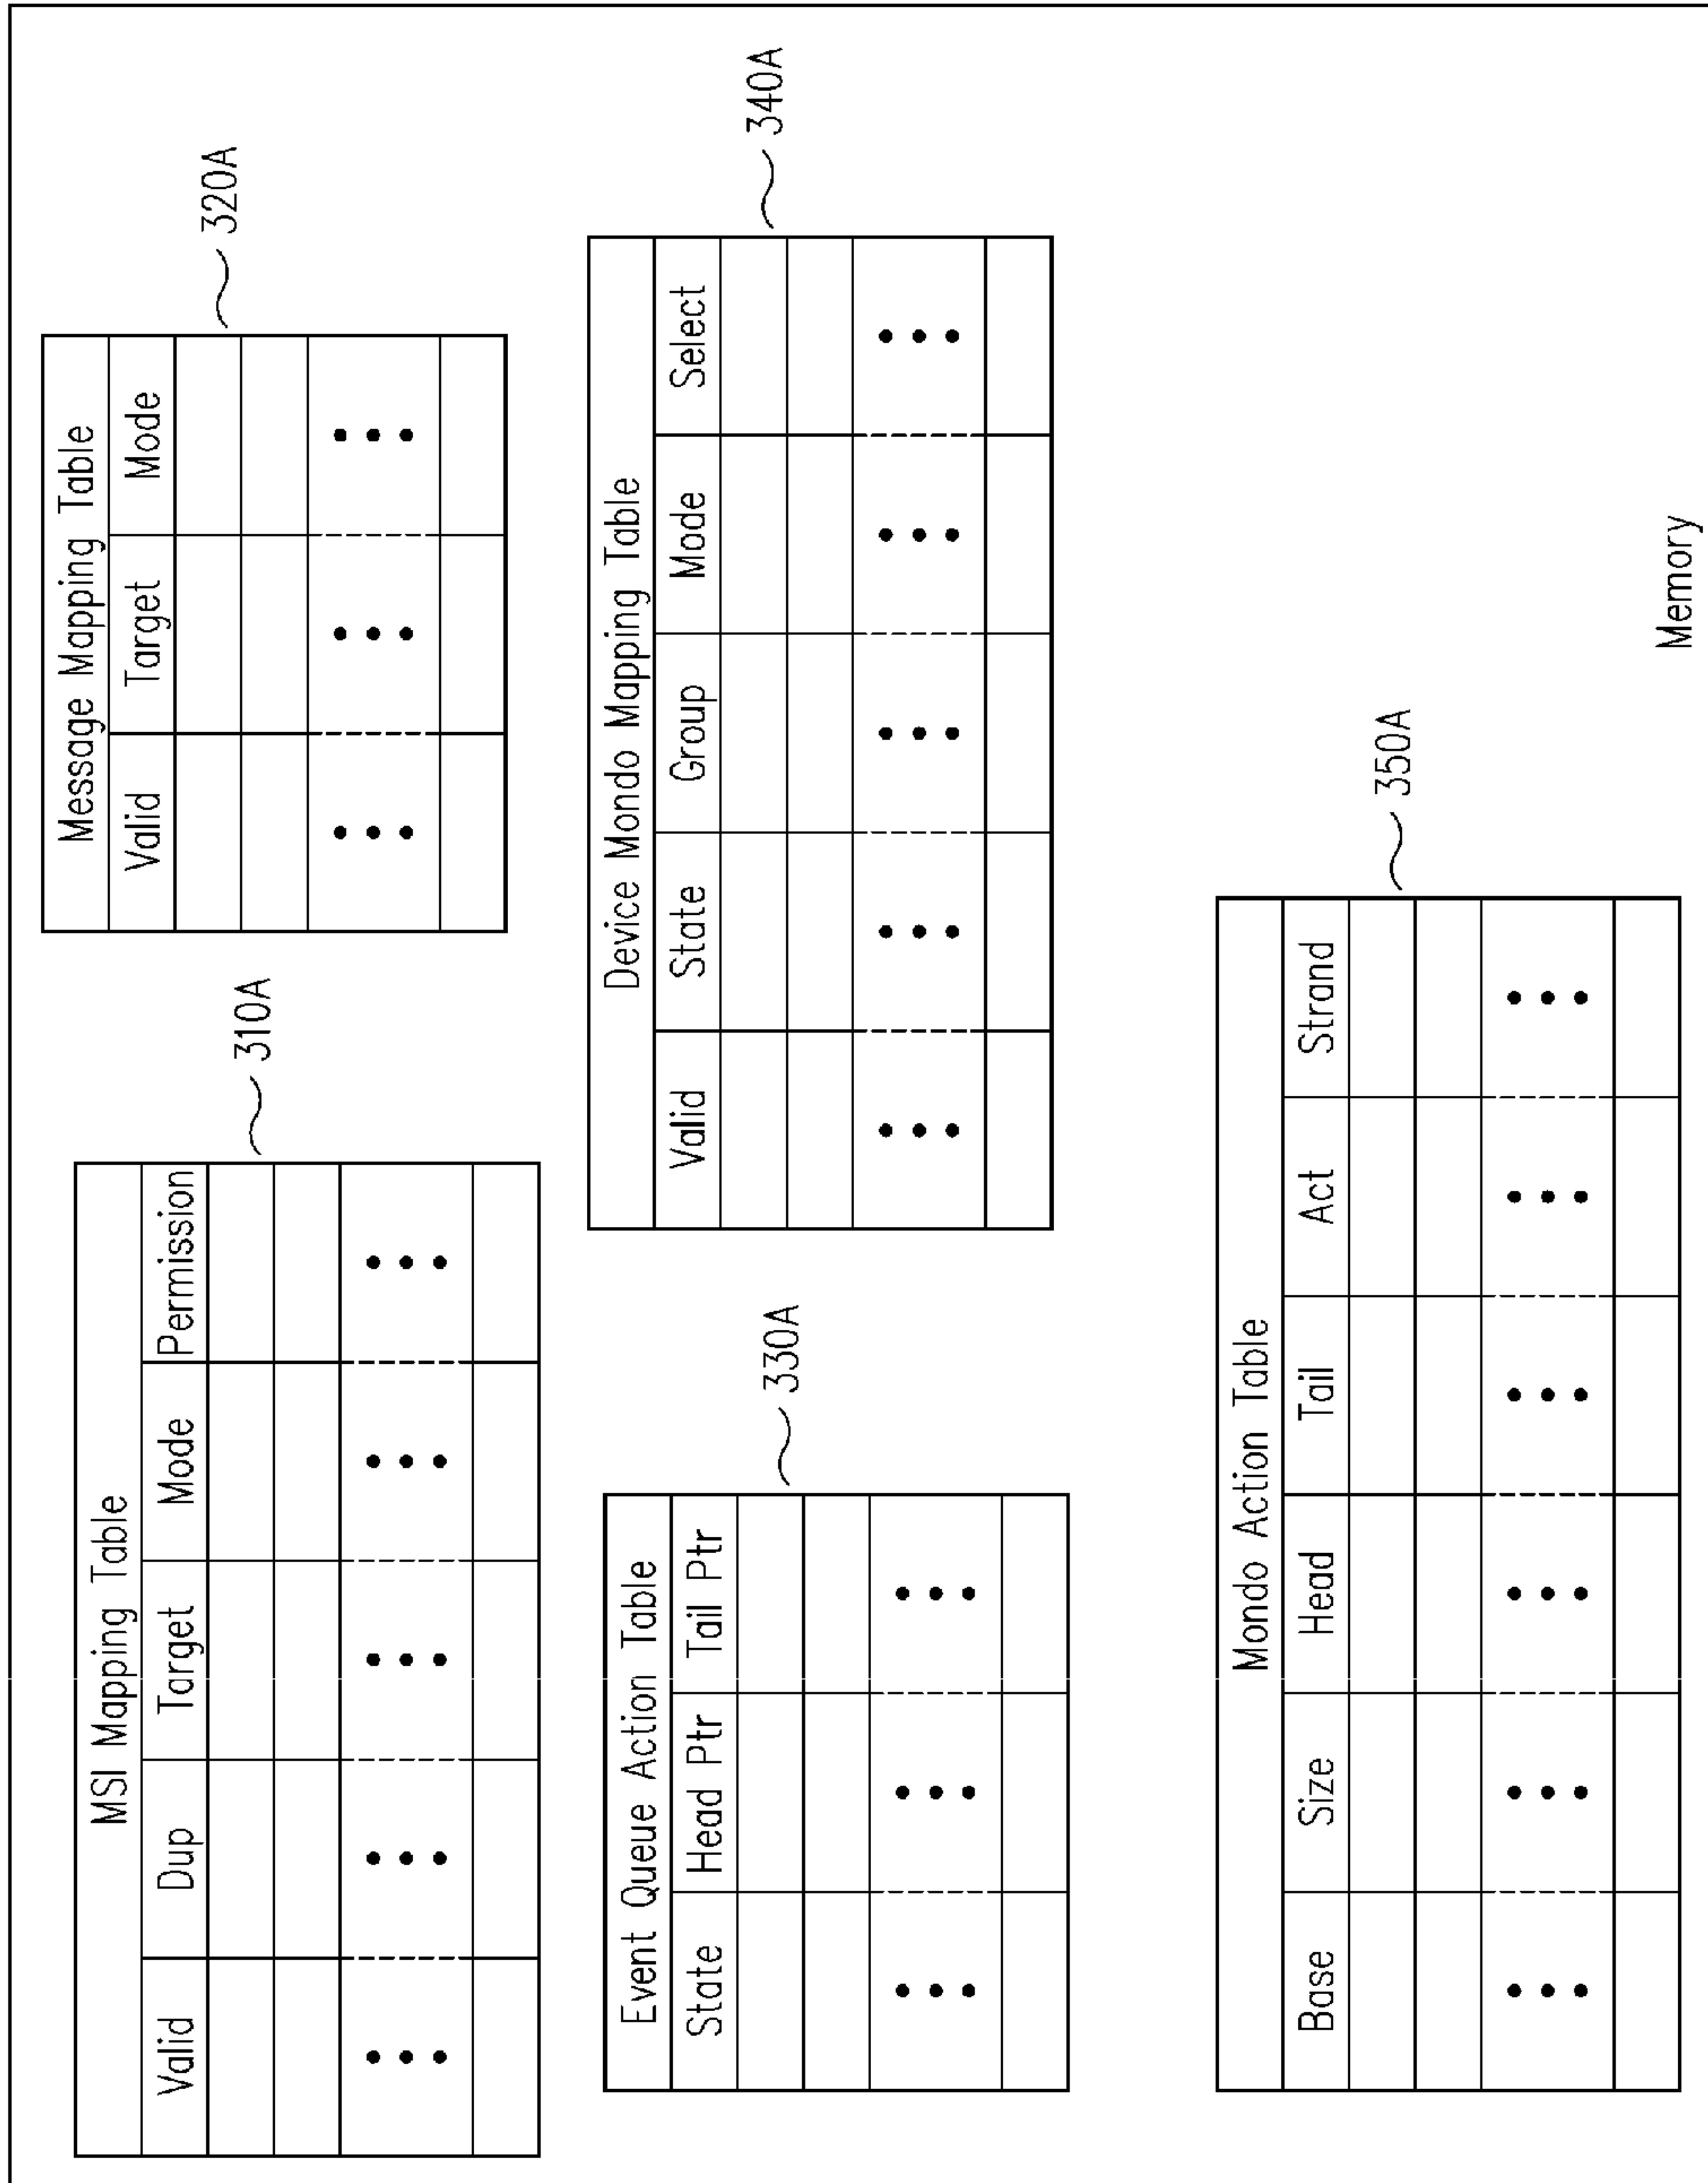 MSI Mapping Table
Valid Dup Target Mode Permission
310A
Message Mapping Table
Valid Target Mode
320A
Event Queue Action Table
State Head Ptr Tail Ptr
330A
Device Mondo Mapping Table
Valid State Group Mode Select
340A
Mondo Action Table
Base Size Head Tail Act Strand
350A
Memory